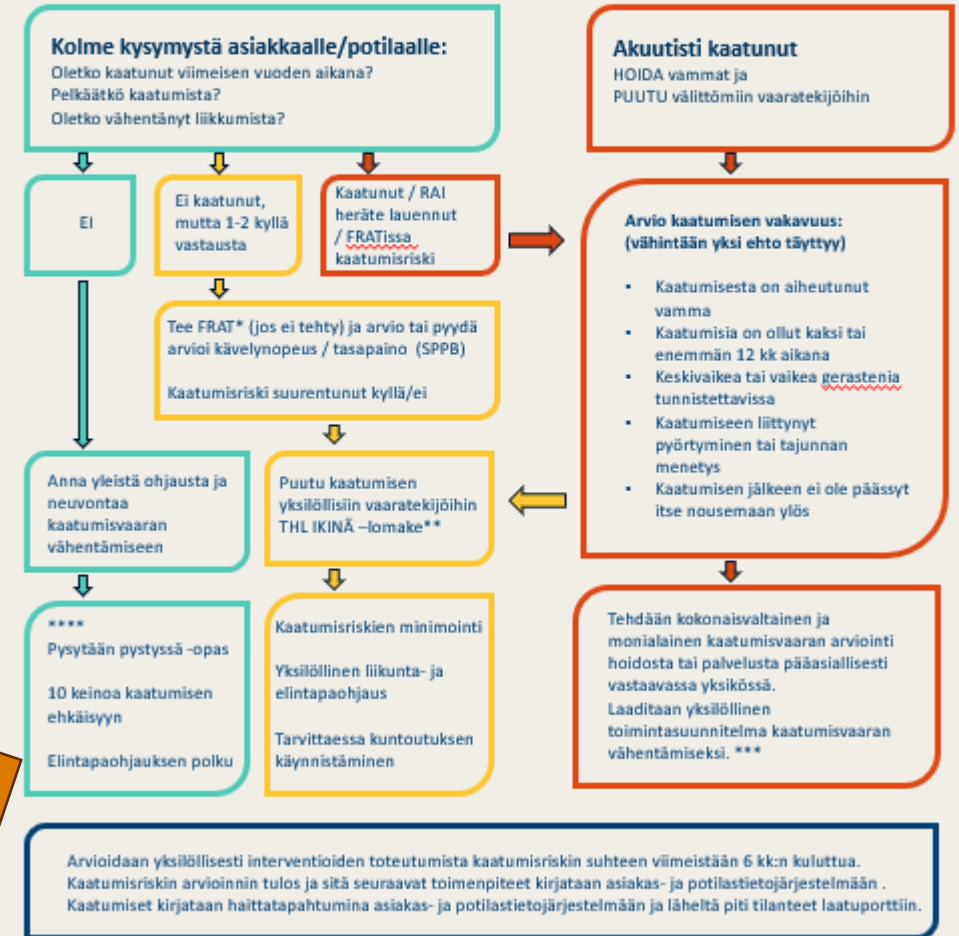 Kolme kysymystä asiakkaalle/potilaalle:
Oletko kaatunut viimeisen vuoden aikana?
Pelkäätkö kaatumista?
Oletko vähentänyt liikkumista?
Akuutisti kaatunut
HOIDA vammat ja
PUUTU välittömiin vaaratekijöihin
EI
Ei kaatunut,
mutta 1-2 kyllä
vastausta
Kaatunut / RAI
heräte lauennut
/ FRATissa
kaatumisriski
Arvio kaatumisen vakavuus:
(vähintään yksi ehto täyttyy)
▪ Kaatumisesta on aiheutunut
vamma
▪ Kaatumisia on ollut kaksi tai
enemmän 12 kk aikana
▪ Keskivaikea tai vaikea gerastenia
tunnistettavissa
▪ Kaatumiseen liittynyt
pyörtyminen tai tajunnan
menetys
▪ Kaatumisen jälkeen ei ole päässyt
itse nousemaan ylös
Tee FRAT* (jos ei tehty) ja arvio tai pyydä
arvioi kävelynopeus / tasapaino (SPPB)
Kaatumisriski suurentunut kyllä/ei
Anna yleistä ohjausta ja
neuvontaa
kaatumisvaaran
vähentämiseen
Puutu kaatumisen
yksilöllisiin vaaratekijöihin
THL IKINÄ –lomake**
****
Pysytään pystyssä -opas
10 keinoa kaatumisen
ehkäisyyn
Elintapaohjauksen polku
Kaatumisriskien minimointi
Yksilöllinen liikunta- ja
elintapaohjaus
Tarvittaessa kuntoutuksen
käynnistäminen
Tehdään kokonaisvaltainen ja
monialainen kaatumisvaaran arviointi
hoidosta tai palvelusta pääasiallisesti
vastaavassa yksikössä.
Laaditaan yksilöllinen
toimintasuunnitelma kaatumisvaaran
vähentämiseksi. ***
Arvioidaan yksilöllisesti interventioiden toteutumista kaatumisriskin suhteen viimeistään 6 kk:n kuluttua.
Kaatumisriskin arvioinnin tulos ja sitä seuraavat toimenpiteet kirjataan asiakas- ja potilastietojärjestelmään .
Kaatumiset kirjataan haittatapahtumina asiakas- ja potilastietojärjestelmään ja läheltä piti tilanteet laatuporttiin.